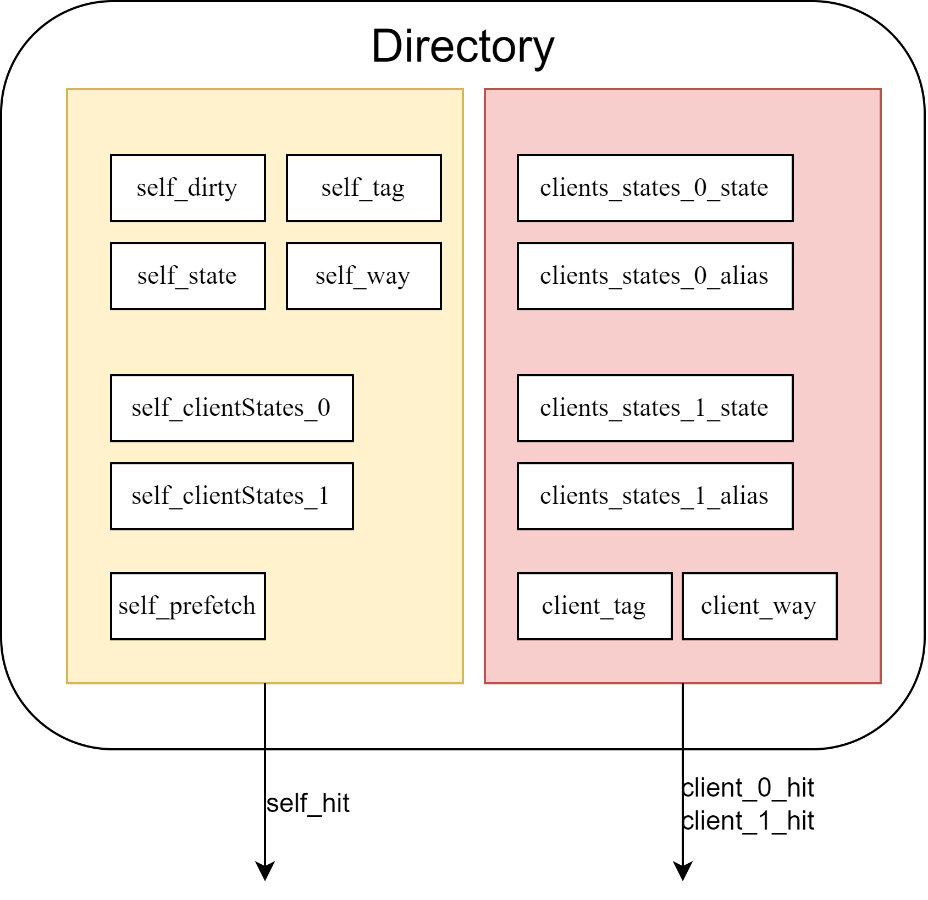 Directory
self_dirty
self_tag
self_state
self_way
self_clientStates_0
self_clientStates_1
self_prefetch
clients_states_0_state
clients_states_0_alias
clients_states_1_state
clients_states_1_alias
client_tag
client_way
self_hit
client_0_hit
client_1_hit